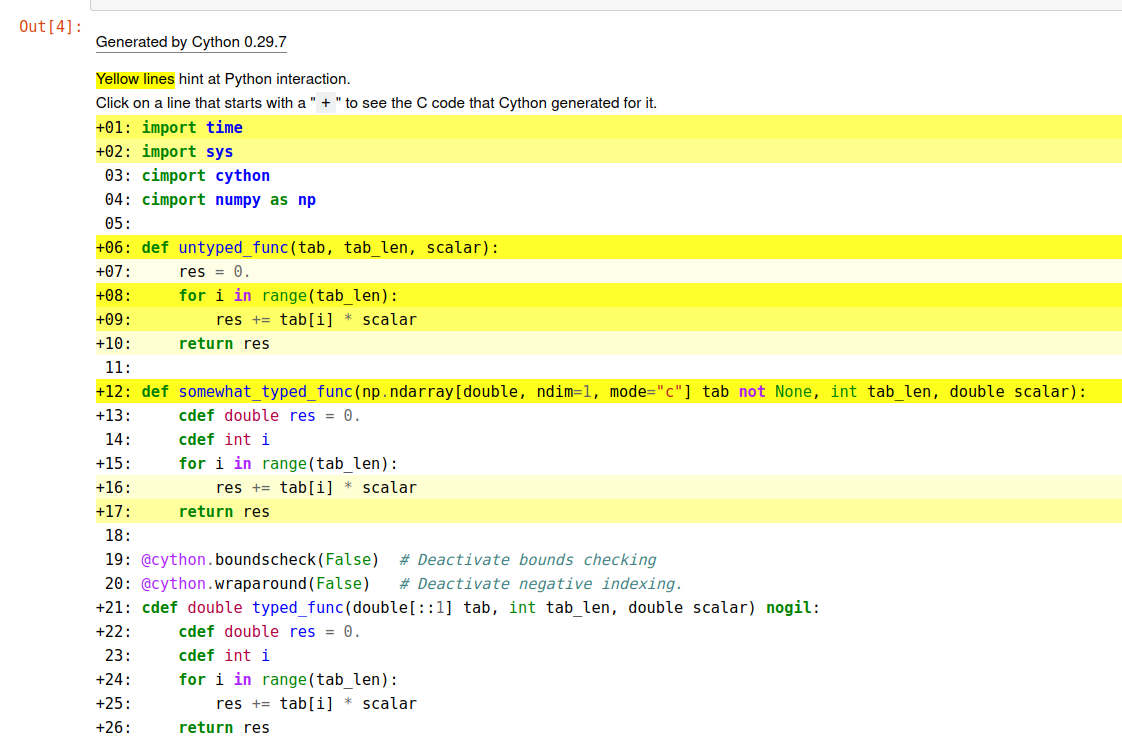 Out[4]:
Generated by Cython 0.29.7
Yellow lines hint at Python interaction.
Click on a line that starts with a "+" to see the C code that Cython generated for it.
+01: import time
+02: import sys
 03: cimport cython
 04: cimport numpy as np
 05:
+06: def untyped_func(tab, tab_len, scalar):
+07:     res = 0.
+08:     for i in range(tab_len):
+09:         res += tab[i] * scalar
+10:     return res
 11:
+12: def somewhat_typed_func(np.ndarray[double, ndim=1, mode="c"] tab not None, int tab_len, double scalar):
+13:     cdef double res = 0.
 14:     cdef int i
+15:     for i in range(tab_len):
+16:         res += tab[i] * scalar
+17:     return res
 18:
 19: @cython.boundscheck(False)  # Deactivate bounds checking
 20: @cython.wraparound(False)   # Deactivate negative indexing.
+21: cdef double typed_func(double[::1] tab, int tab_len, double scalar) nogil:
+22:     cdef double res = 0.
 23:     cdef int i
+24:     for i in range(tab_len):
+25:         res += tab[i] * scalar
+26:     return res